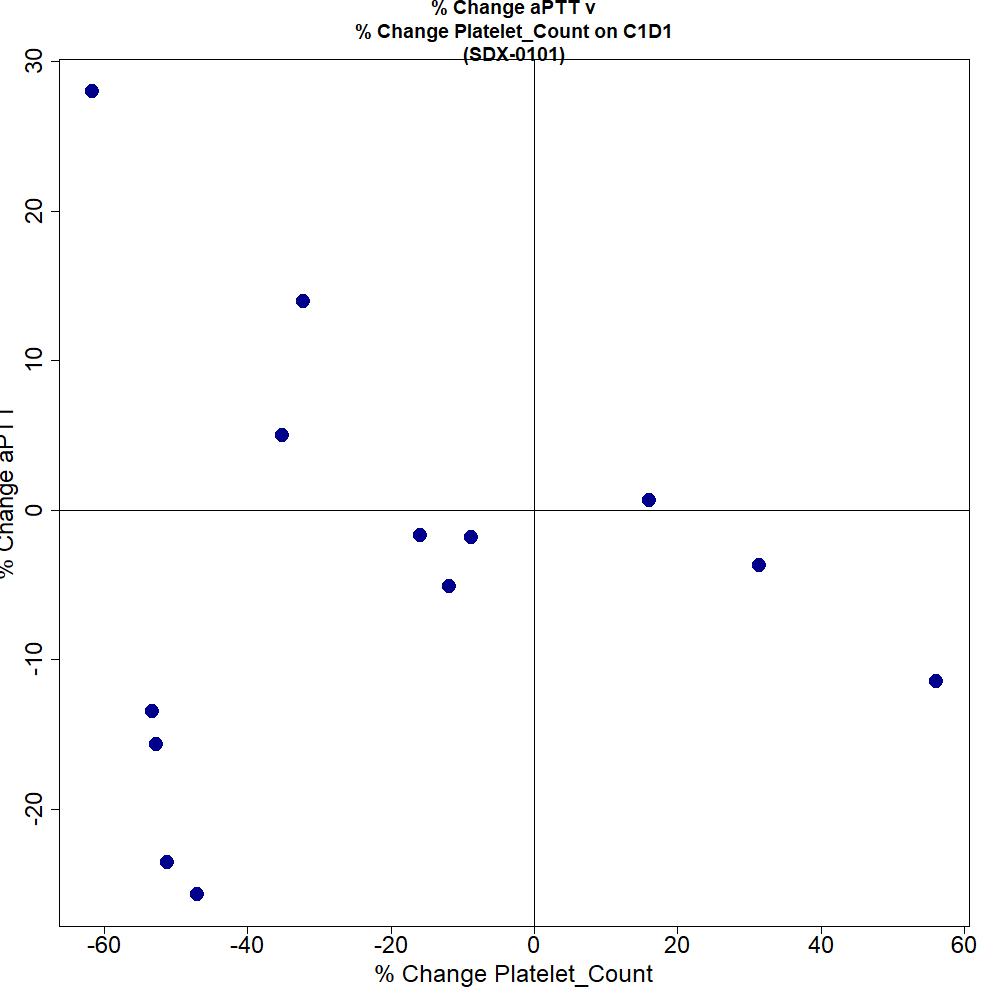 % Change aPTT v
% Change Platelet_Count on C1D1
(SDX-0101)
30
20
10
0
-10
-20
% Change aPTT
-60
-40
-20
0
20
40
60
% Change Platelet_Count